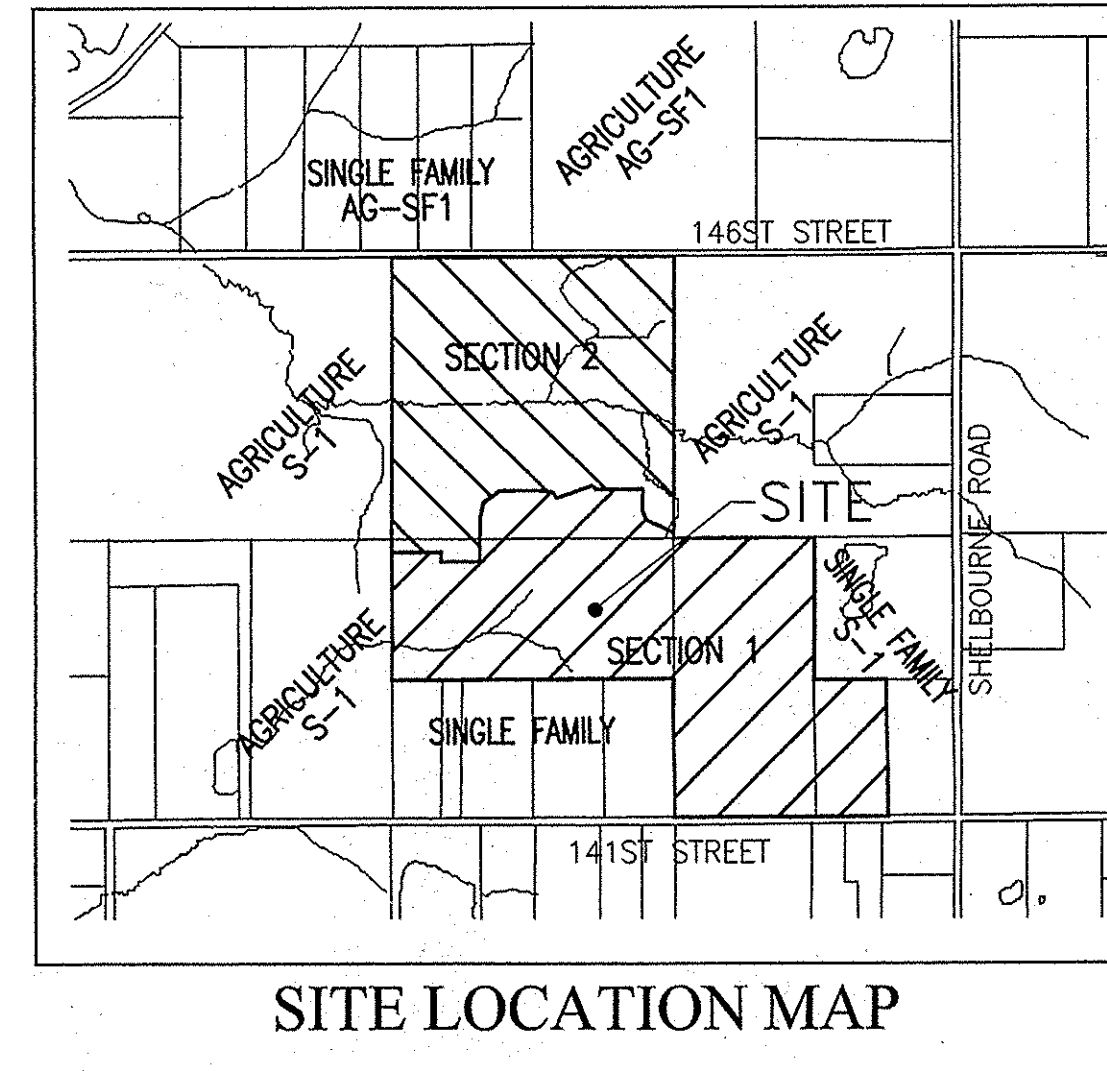 AGRICULTURE
AG-SF1
SINGLE FAMILY
AG-SF1
146ST STREET
SECTION 2
AGRICULTURE
S-1
AGRICULTURE
S-1
SITE
SHELBOURNE ROAD
SINGLE FAMILY
S-1
SECTION 1
AGRICULTURE
S-1
SINGLE FAMILY
141ST STREET
SITE LOCATION MAP